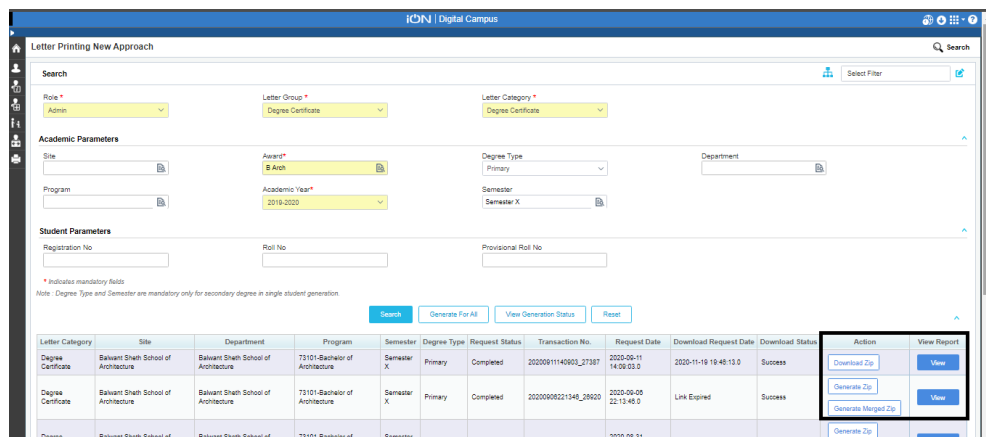 iON | Digital Campus
Letter Printing New Approach
Search
Search
Select Filter
Role *
Letter Group *
Letter Category *
Admin
Degree Certificate
Degree Certificate
Academic Parameters
Site
Award*
Degree Type
Department
B Arch
Primary
Program
Academic Year*
Semester
2019-2020
Semester X
Student Parameters
Registration No
Roll No
Provisional Roll No
* Indicates mandatory fields
Note : Degree Type and Semester are mandatory only for secondary degree in single student generation.
Search Generate For All View Generation Status Reset
Letter Category Site Department Program Semester Degree Type Request Status Transaction No. Request Date Download Request Date Download Status Action View Report
Degree Certificate Balwant Sheth School of Architecture Balwant Sheth School of Architecture 73101-Bachelor of Architecture Semester X Primary Completed 20200911140903_27387 2020-09-11 14:09:03.0 2020-11-19 19:46:13.0 Success Download Zip View
Degree Certificate Balwant Sheth School of Architecture Balwant Sheth School of Architecture 73101-Bachelor of Architecture Semester X Primary Completed 20200906221346_26920 2020-09-06 22:13:46.0 Link Expired Success Generate Zip View
Generate Merged Zip
Generate Zip